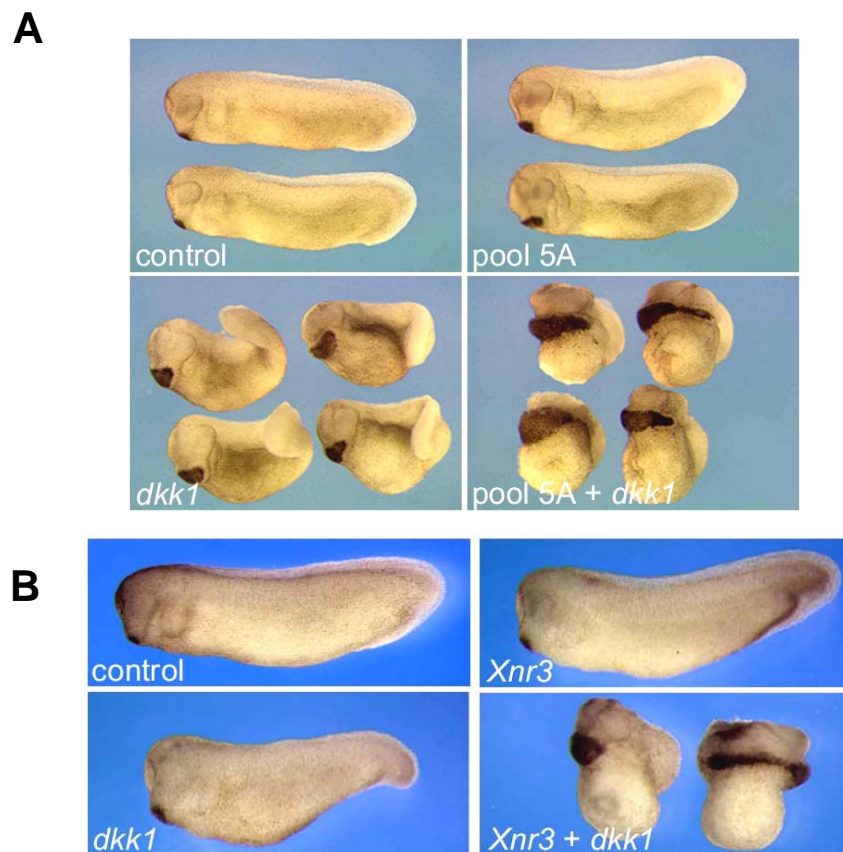 A
control
pool 5A
dkk1
pool 5A + dkk1
B
control
Xnr3
dkk1
Xnr3 + dkk1